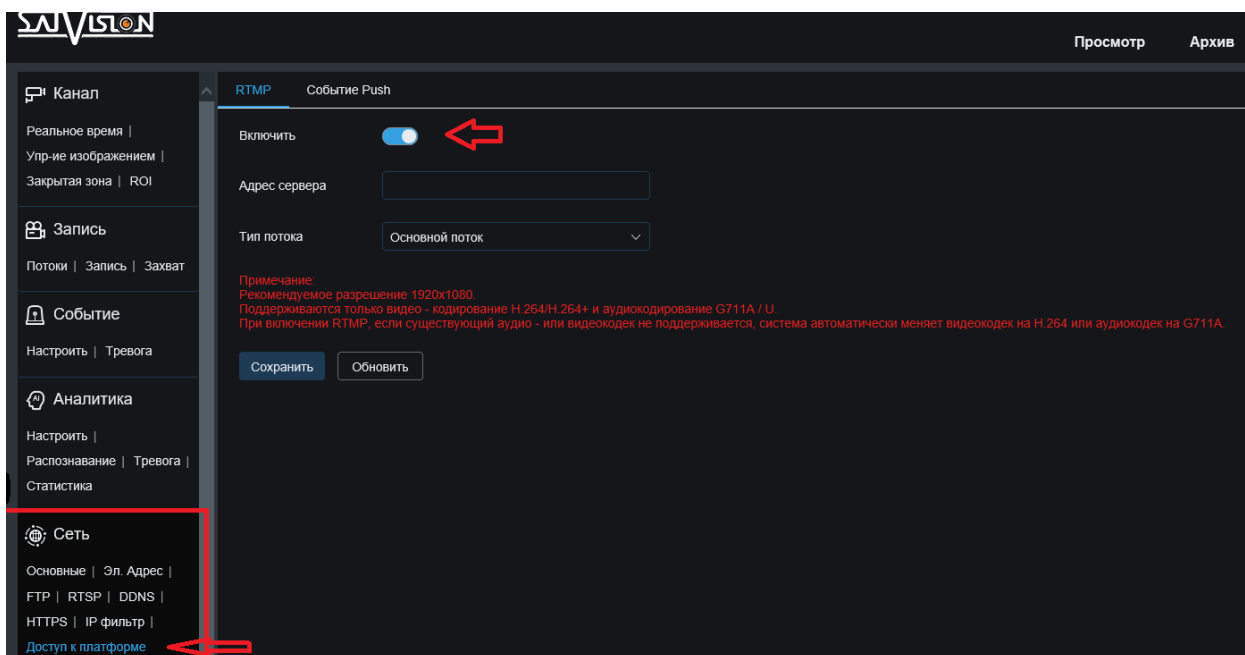 SATVISION
Просмотр Архив
Канал
Реальное время |
Упр-ие изображением |
Закрытая зона | ROI
Запись
Потоки | Запись | Захват
Событие
Настроить | Тревога
AI Аналитика
Настроить |
Распознавание | Тревога |
Статистика
Сеть
Основные | Эл. Адрес |
FTP | RTSP | DDNS |
HTTPS | IP фильтр |
Доступ к платформе
RTMP Событие Push
Включить
Адрес сервера
Тип потока Основной поток
Примечание:
Рекомендуемое разрешение 1920x1080.
Поддерживаются только видео - кодирование H.264/H.264+ и аудиокодирование G711A / U.
При включении RTMP, если существующий аудио - или видеокодек не поддерживается, система автоматически меняет видеокодек на H.264 или аудиокодек на G711A.
Сохранить Обновить